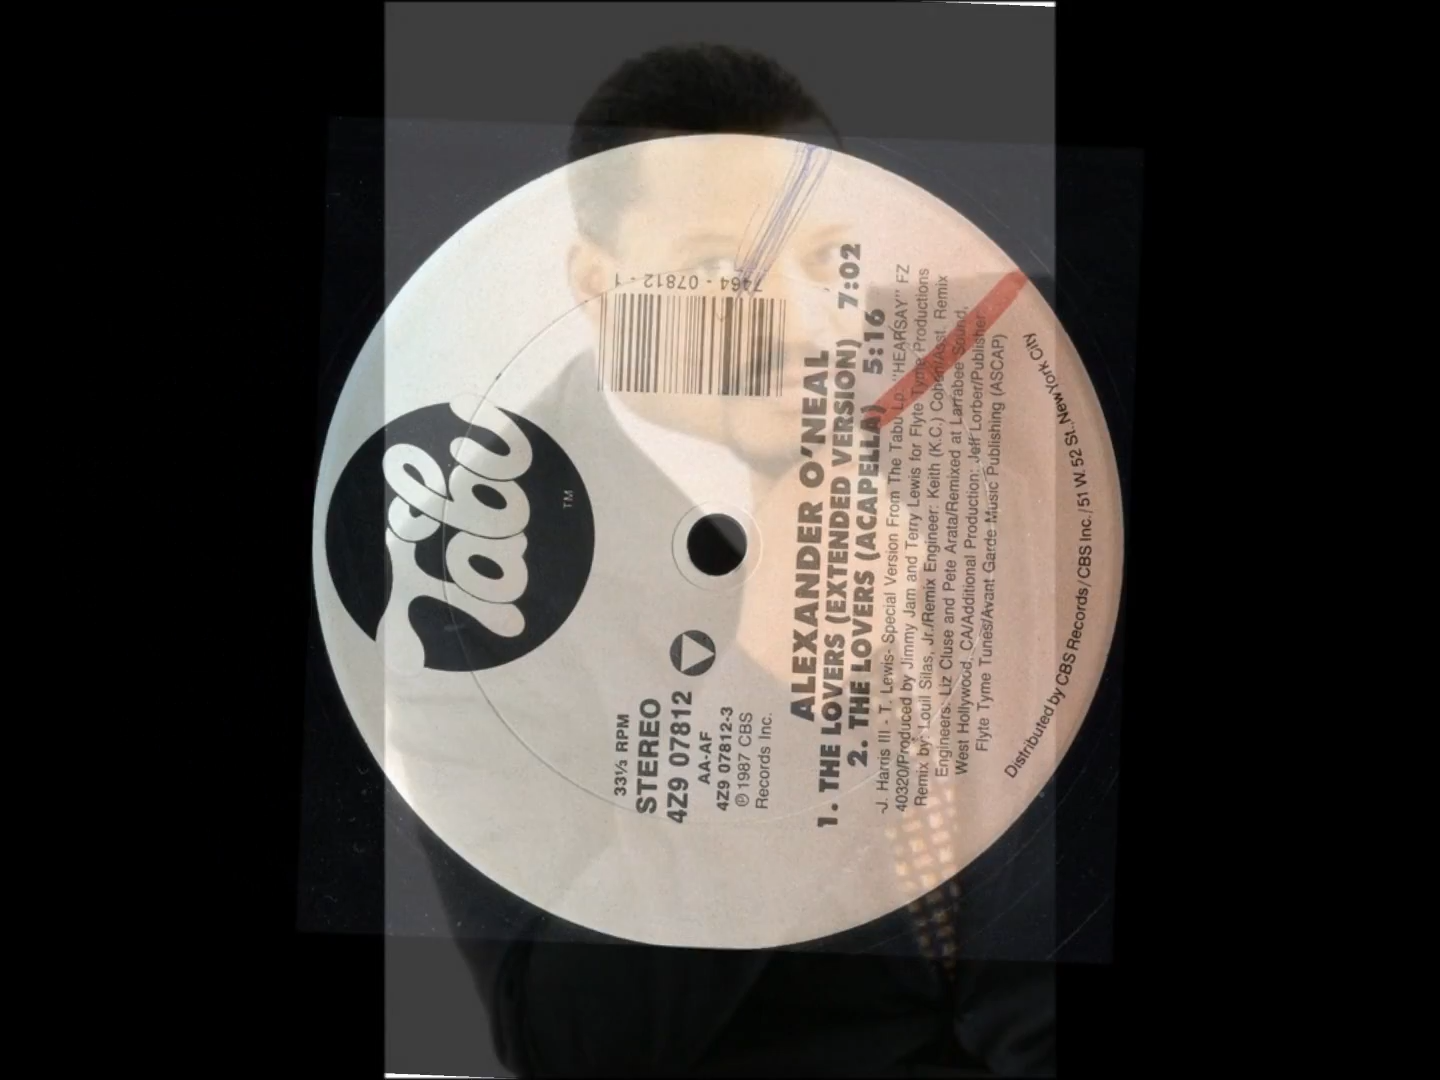 Tabu
TM
7464 - 07812 - 1
33⅓ RPM
STEREO
4Z9 07812
AA-AF
4Z9 07812-3
℗ 1987 CBS
Records Inc.
ALEXANDER O'NEAL
1. THE LOVERS (EXTENDED VERSION) 7:02
2. THE LOVERS (ACAPELLA) 5:16
-J. Harris III - T. Lewis- Special Version From The Tabu Lp. "HEARSAY" FZ
40320/Produced by Jimmy Jam and Terry Lewis for Flyte Tyme Productions
Remix by: Louil Silas, Jr./Remix Engineer: Keith (K.C.) Cohen/Asst. Remix
Engineers: Liz Cluse and Pete Arata/Remixed at Larrabee Sound,
West Hollywood, CA/Additional Production: Jeff Lorber/Publisher:
Flyte Tyme Tunes/Avant Garde Music Publishing (ASCAP)
Distributed by CBS Records/CBS Inc./51 W. 52 St., New York City